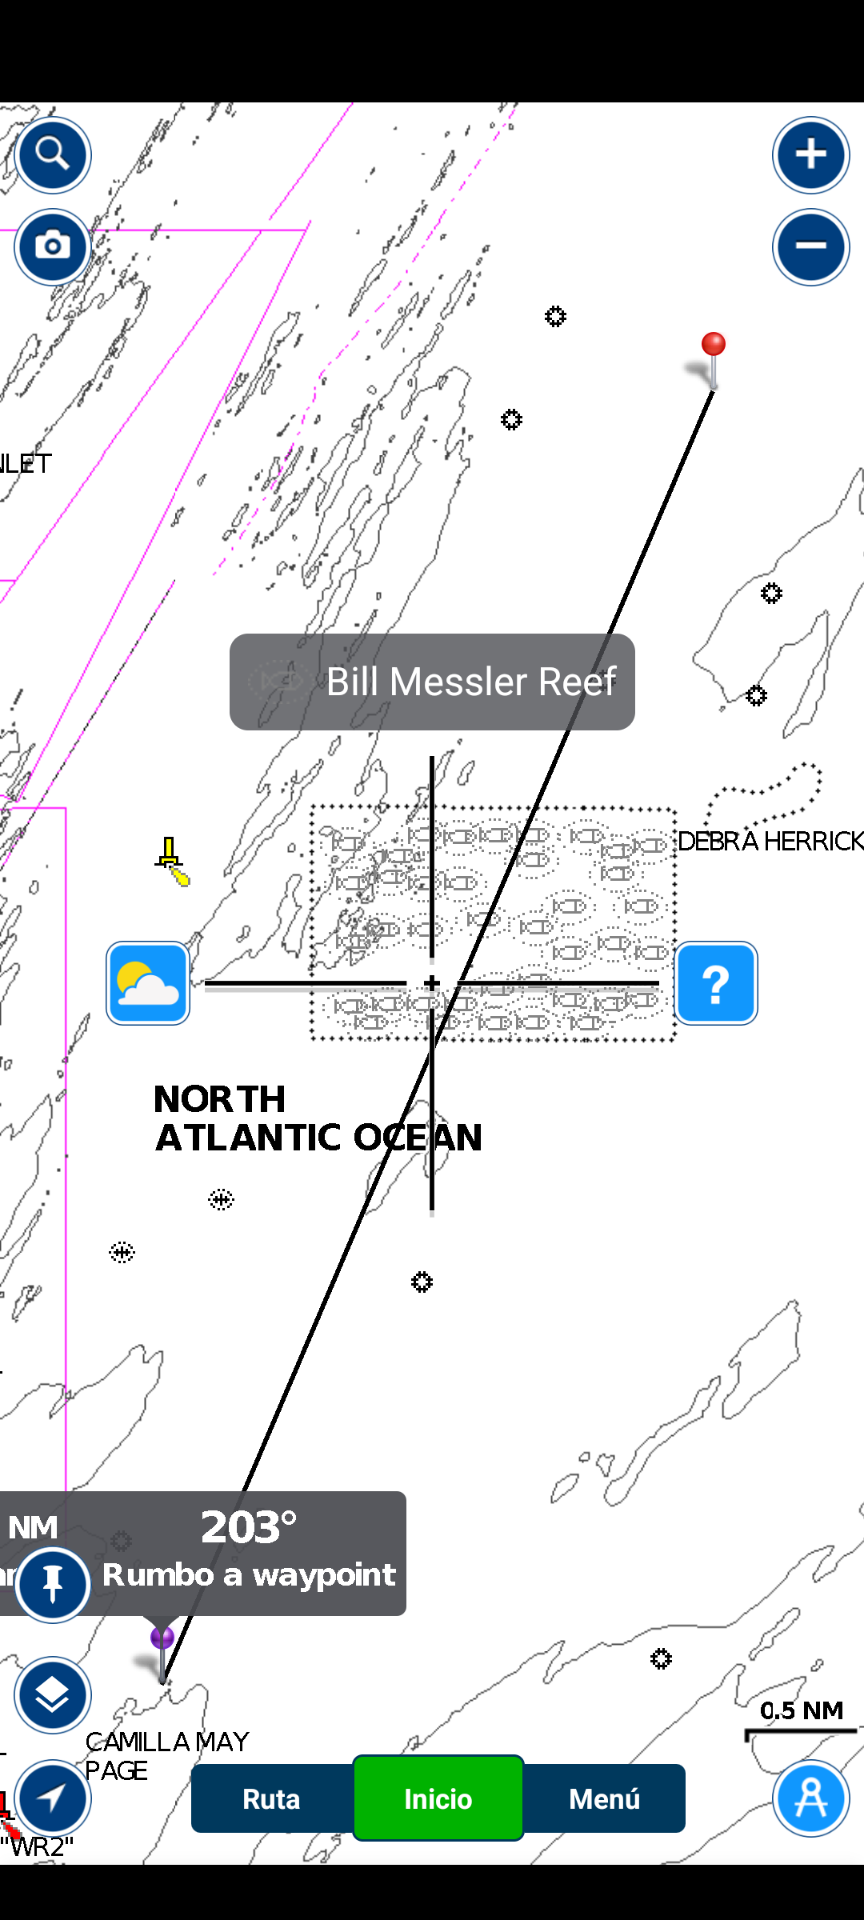 Bill Messler Reef
DEBRA HERRICK
?
NORTH
ATLANTIC OCEAN
NM
203°
Rumbo a waypoint
0.5 NM
CAMILLA MAY
PAGE
Ruta
Inicio
Menú
"WR2"